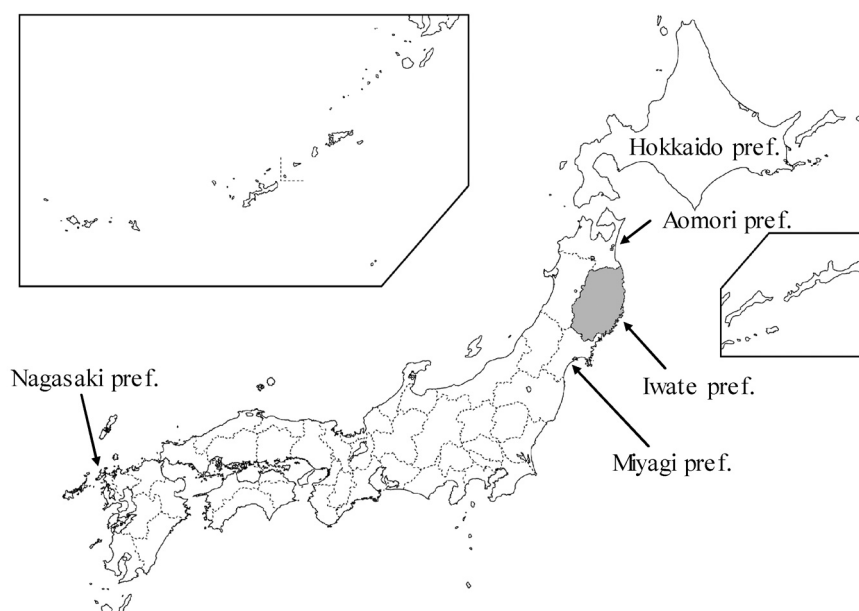 Hokkaido pref.
Aomori pref.
Iwate pref.
Nagasaki pref.
Miyagi pref.